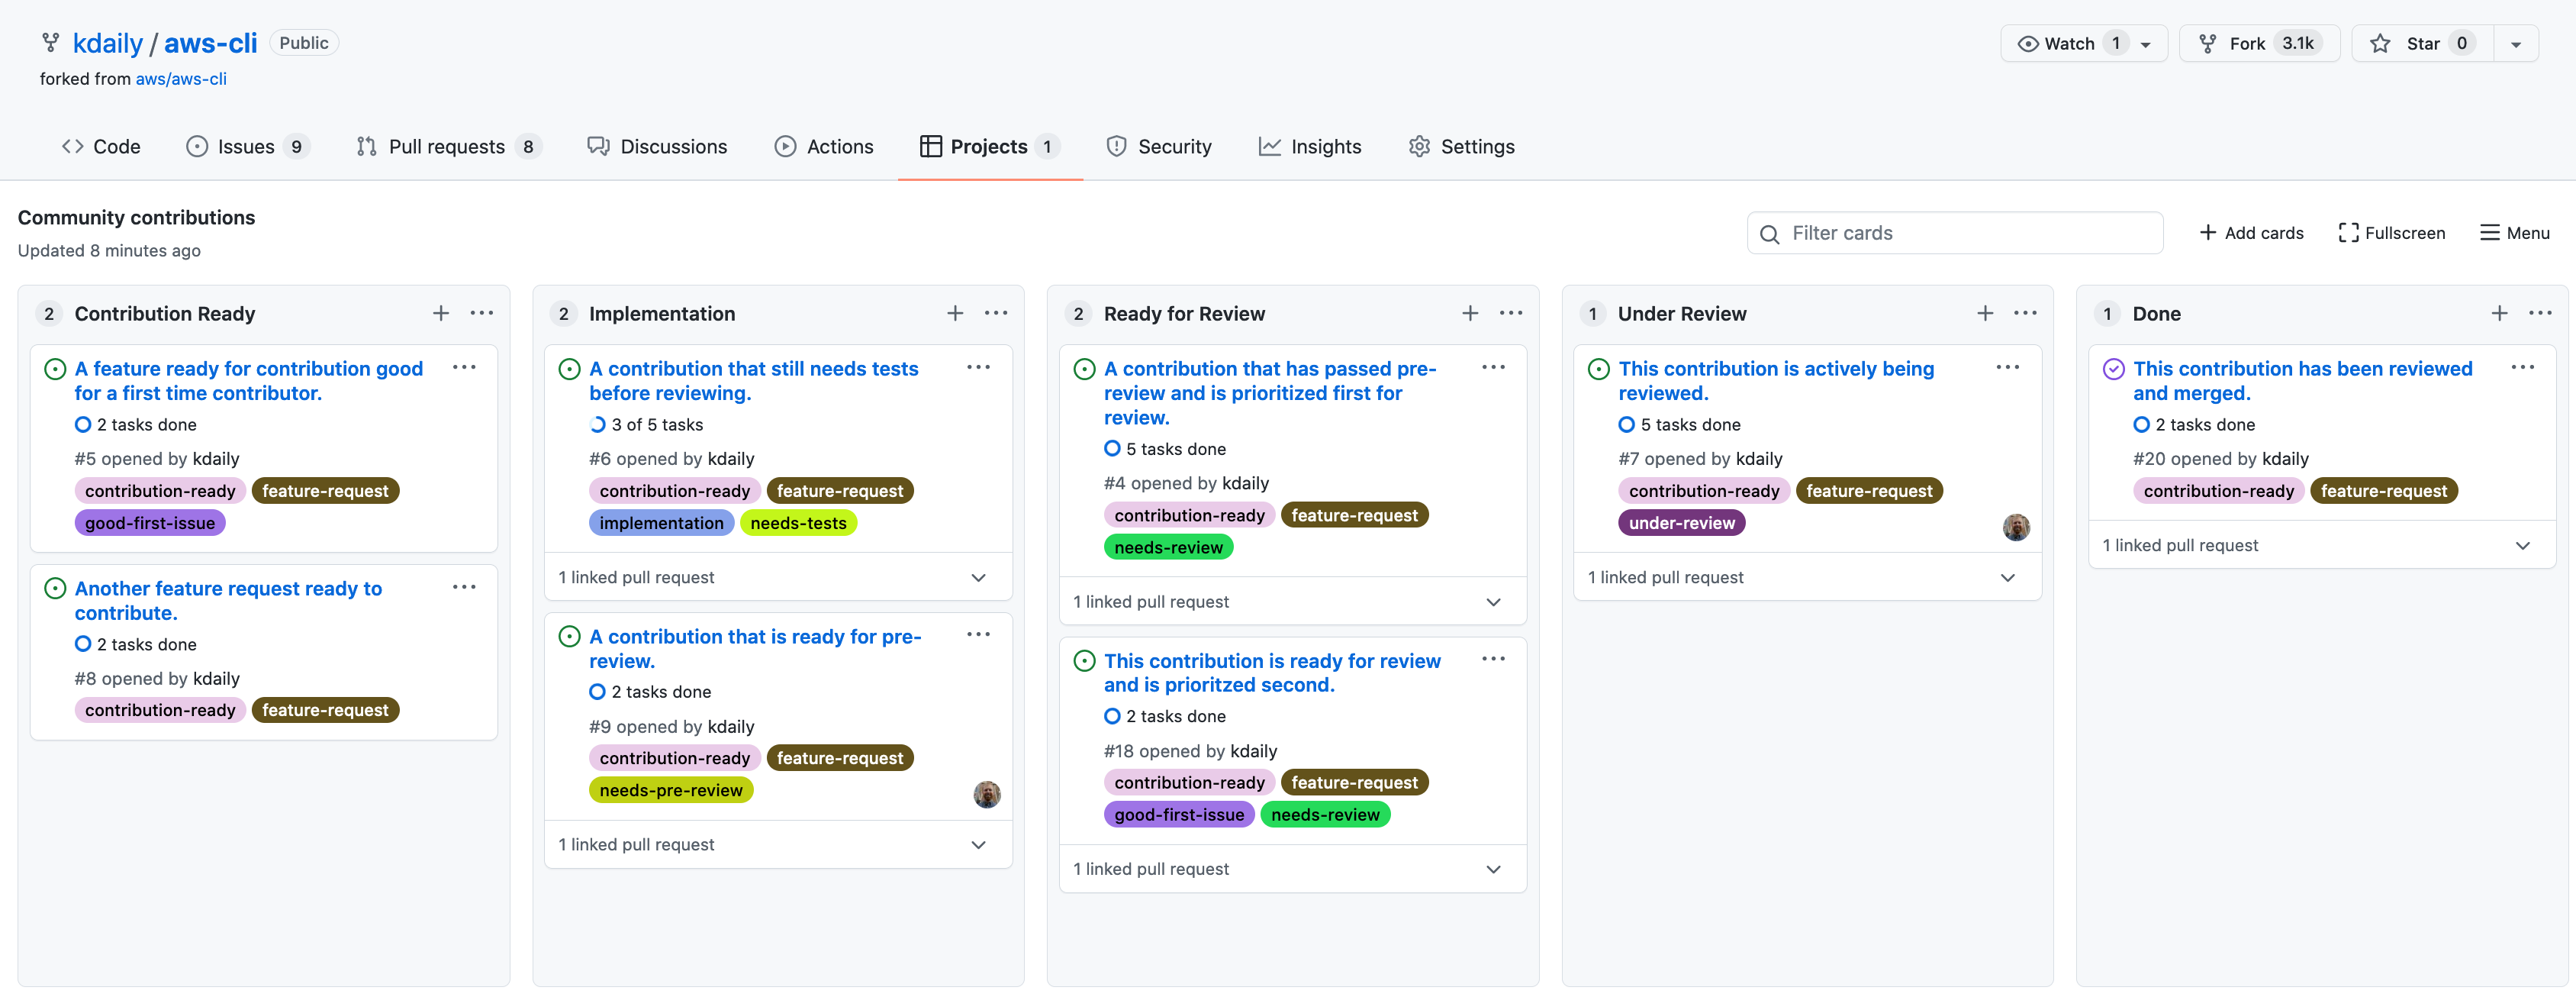 kdaily / aws-cli Public
Watch 1
Fork 3.1k
Star 0
forked from aws/aws-cli
Code
Issues 9
Pull requests 8
Discussions
Actions
Projects 1
Security
Insights
Settings
Community contributions
Updated 8 minutes ago
Filter cards
Add cards
Fullscreen
Menu
2 Contribution Ready
A feature ready for contribution good
for a first time contributor.
2 tasks done
#5 opened by kdaily
contribution-ready feature-request
good-first-issue
Another feature request ready to
contribute.
2 tasks done
#8 opened by kdaily
contribution-ready feature-request
2 Implementation
A contribution that still needs tests
before reviewing.
3 of 5 tasks
#6 opened by kdaily
contribution-ready feature-request
implementation needs-tests
1 linked pull request
A contribution that is ready for pre-
review.
2 tasks done
#9 opened by kdaily
contribution-ready feature-request
needs-pre-review
1 linked pull request
2 Ready for Review
A contribution that has passed pre-
review and is prioritized first for
review.
5 tasks done
#4 opened by kdaily
contribution-ready feature-request
needs-review
1 linked pull request
This contribution is ready for review
and is prioritzed second.
2 tasks done
#18 opened by kdaily
contribution-ready feature-request
good-first-issue needs-review
1 linked pull request
1 Under Review
This contribution is actively being
reviewed.
5 tasks done
#7 opened by kdaily
contribution-ready feature-request
under-review
1 linked pull request
1 Done
This contribution has been reviewed
and merged.
2 tasks done
#20 opened by kdaily
contribution-ready feature-request
1 linked pull request